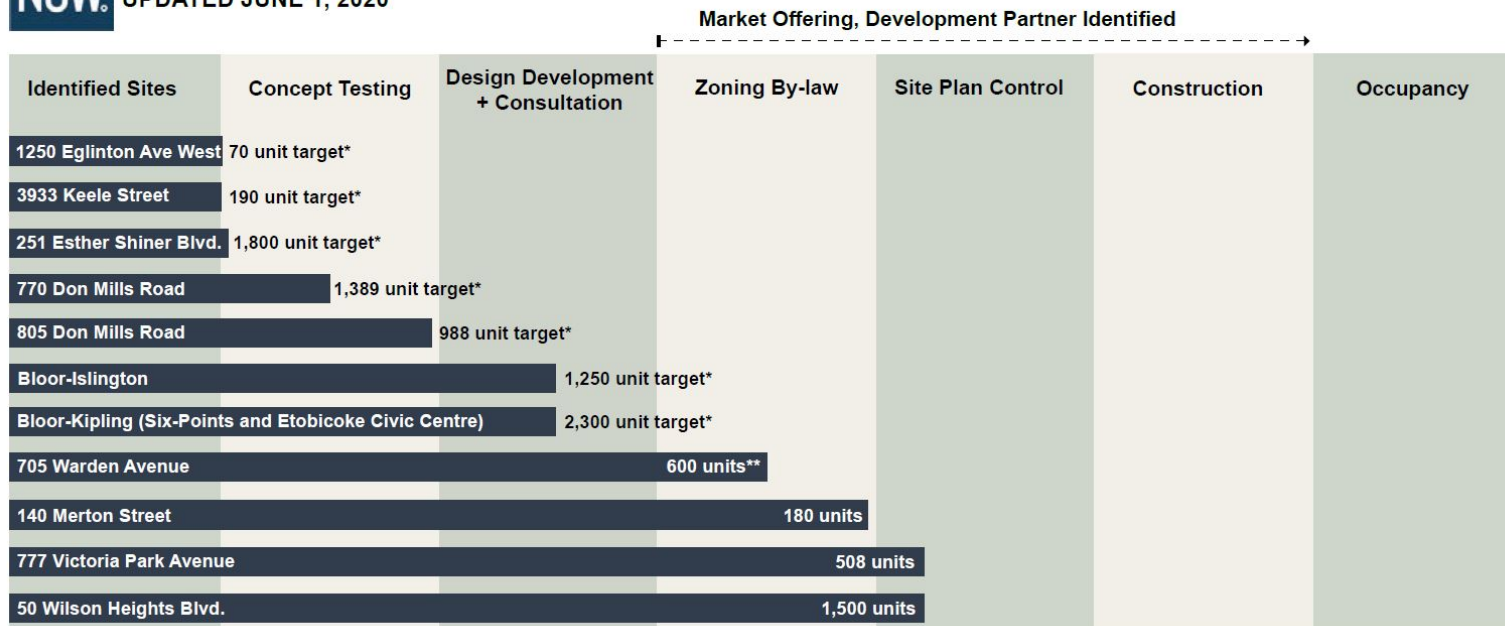 NOW. UPDATED JUNE 1, 2020
Market Offering, Development Partner Identified
Identified Sites
Concept Testing
Design Development
+ Consultation
Zoning By-law
Site Plan Control
Construction
Occupancy
1250 Eglinton Ave West 70 unit target*
3933 Keele Street 190 unit target*
251 Esther Shiner Blvd. 1,800 unit target*
770 Don Mills Road 1,389 unit target*
805 Don Mills Road 988 unit target*
Bloor-Islington 1,250 unit target*
Bloor-Kipling (Six-Points and Etobicoke Civic Centre) 2,300 unit target*
705 Warden Avenue 600 units**
140 Merton Street 180 units
777 Victoria Park Avenue 508 units
50 Wilson Heights Blvd. 1,500 units